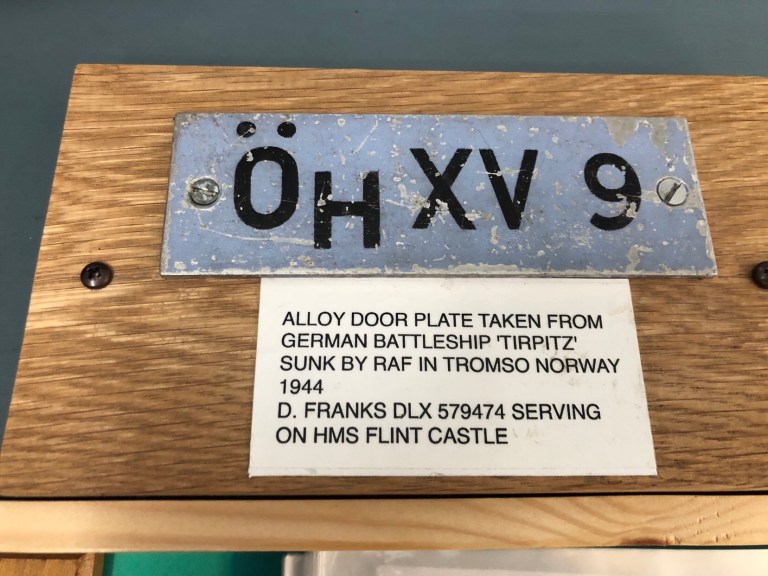 ÖH XV 9
ALLOY DOOR PLATE TAKEN FROM
GERMAN BATTLESHIP 'TIRPITZ'
SUNK BY RAF IN TROMSO NORWAY
1944
D. FRANKS DLX 579474 SERVING
ON HMS FLINT CASTLE